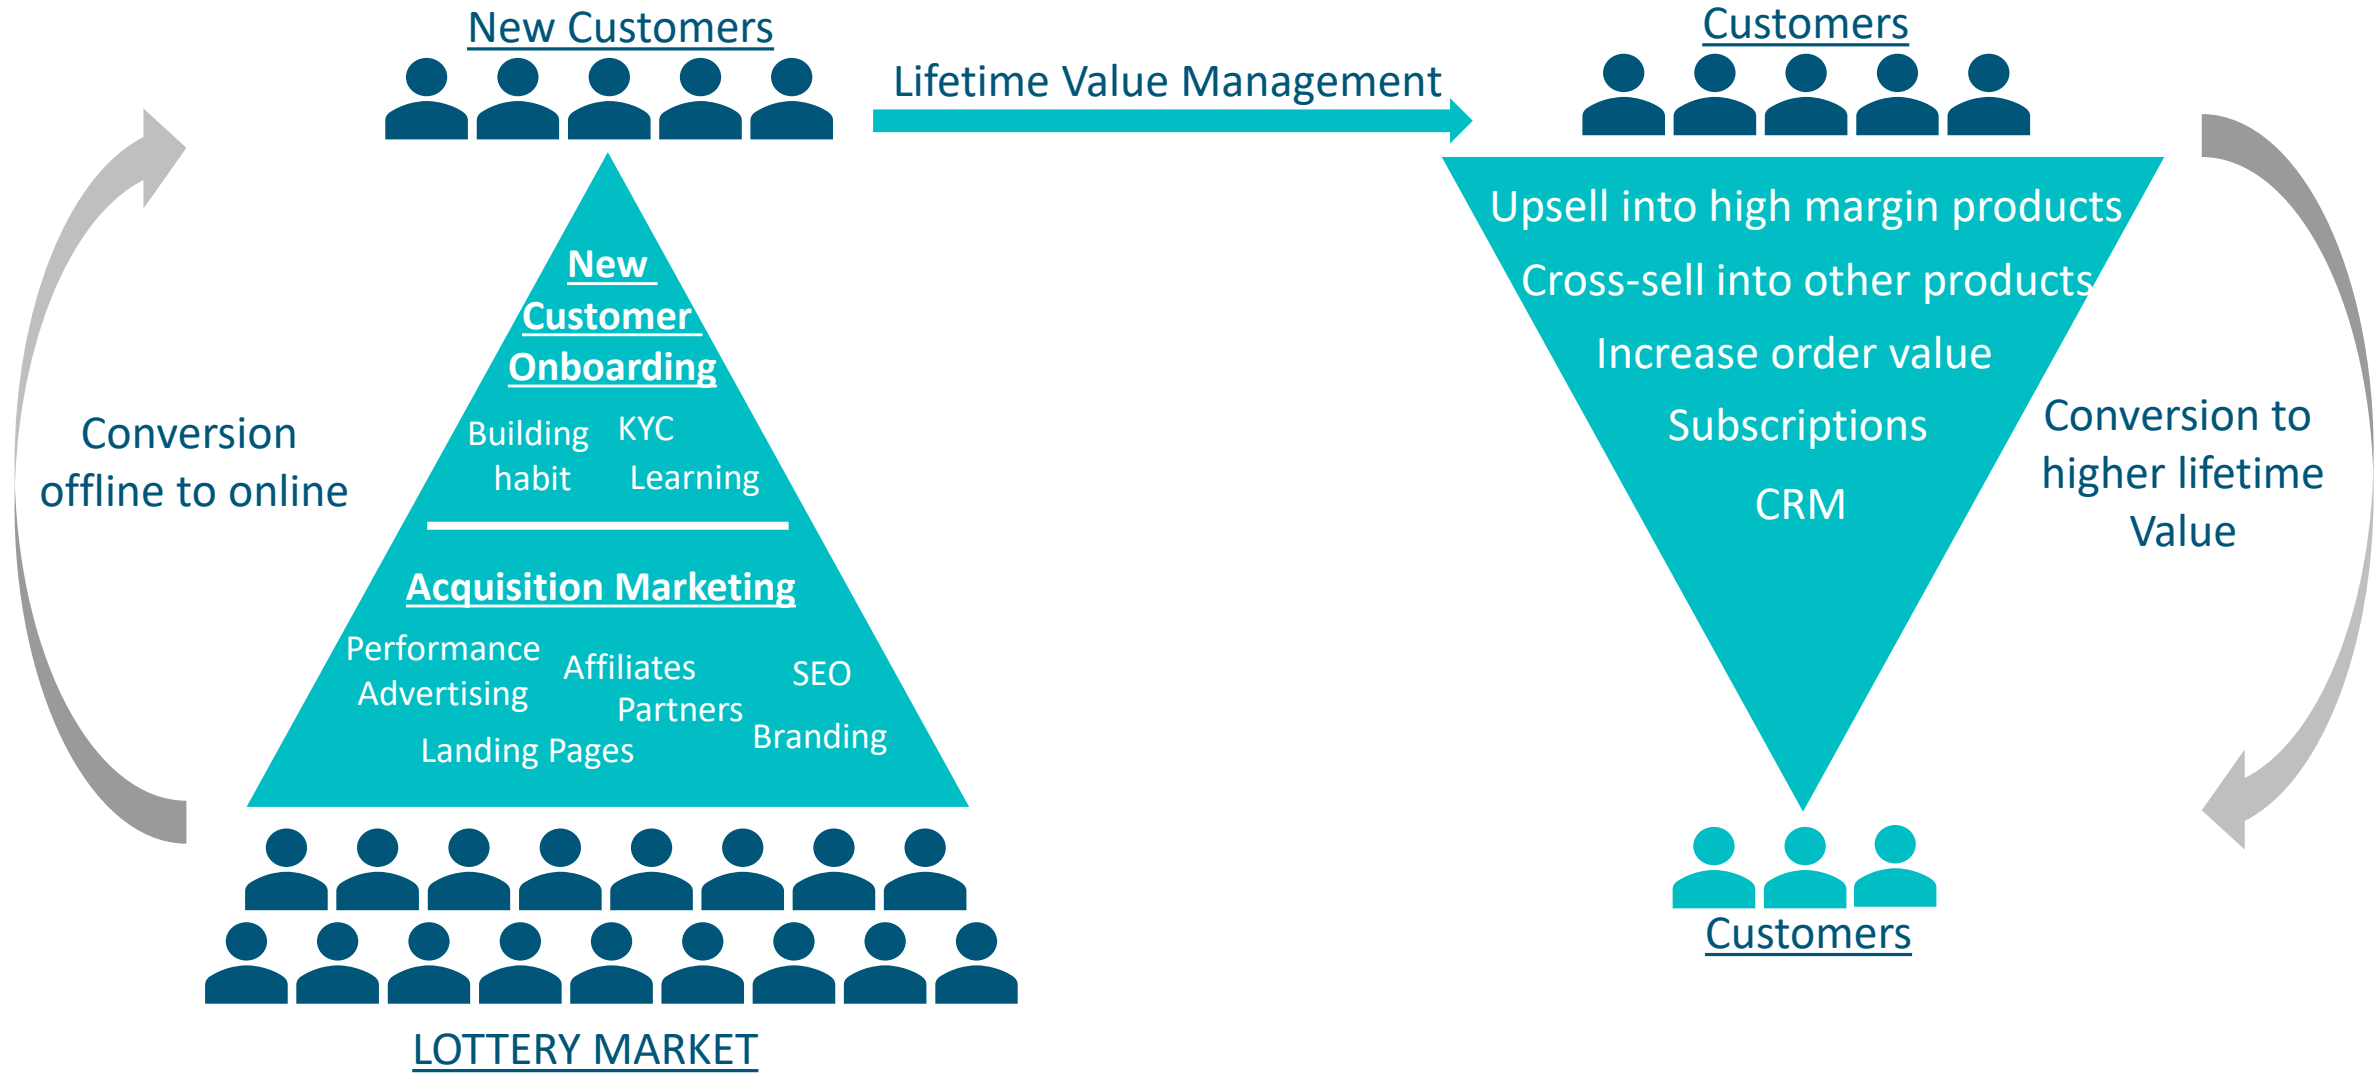 New Customers
Lifetime Value Management
Customers
Conversion
offline to online
New
Customer
Onboarding
Building
habit
KYC
Learning
Acquisition Marketing
Performance
Advertising
Affiliates
Partners
SEO
Branding
Landing Pages
LOTTERY MARKET
Upsell into high margin products
Cross-sell into other products
Increase order value
Subscriptions
CRM
Conversion to
higher lifetime
Value
Customers